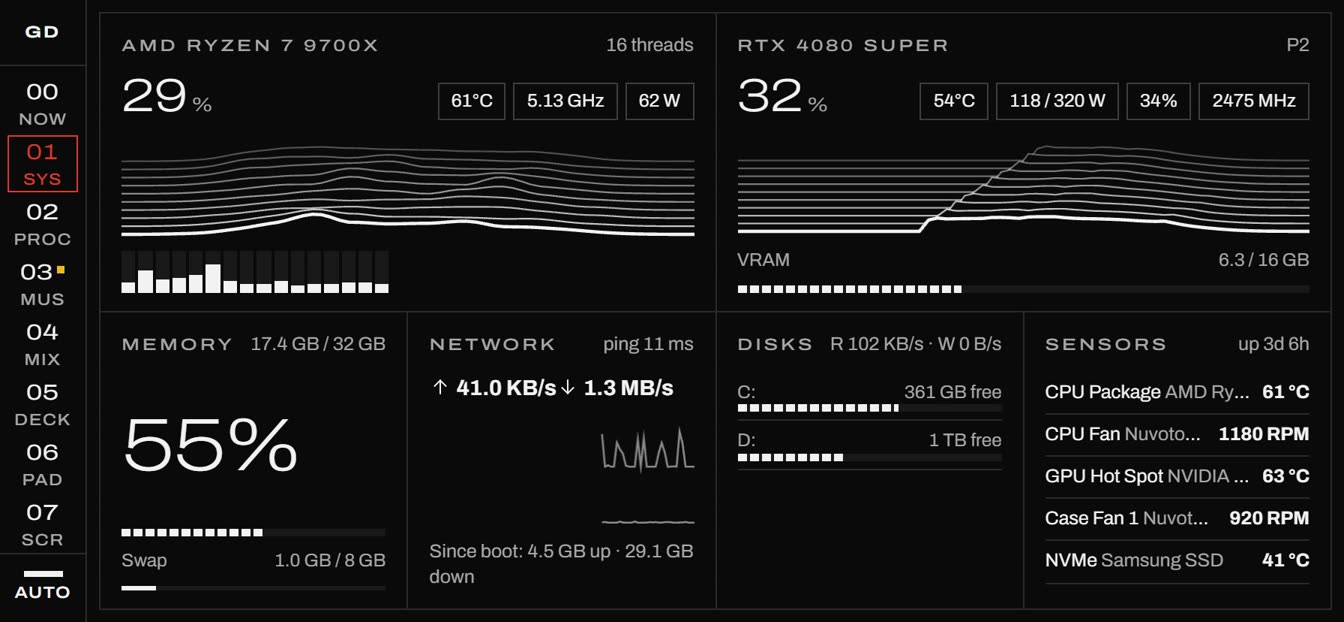 GD
00
NOW
01
SYS
02
PROC
03
MUS
04
MIX
05
DECK
06
PAD
07
SCR
AUTO
AMD RYZEN 7 9700X 16 threads
29 % 61°C 5.13 GHz 62 W
RTX 4080 SUPER P2
32 % 54°C 118 / 320 W 34% 2475 MHz
VRAM 6.3 / 16 GB
MEMORY 17.4 GB / 32 GB
55%
Swap 1.0 GB / 8 GB
NETWORK ping 11 ms
↑ 41.0 KB/s ↓ 1.3 MB/s
Since boot: 4.5 GB up · 29.1 GB
down
DISKS R 102 KB/s · W 0 B/s
C: 361 GB free
D: 1 TB free
SENSORS up 3d 6h
CPU Package AMD Ry... 61 °C
CPU Fan Nuvoto... 1180 RPM
GPU Hot Spot NVIDIA ... 63 °C
Case Fan 1 Nuvot... 920 RPM
NVMe Samsung SSD 41 °C